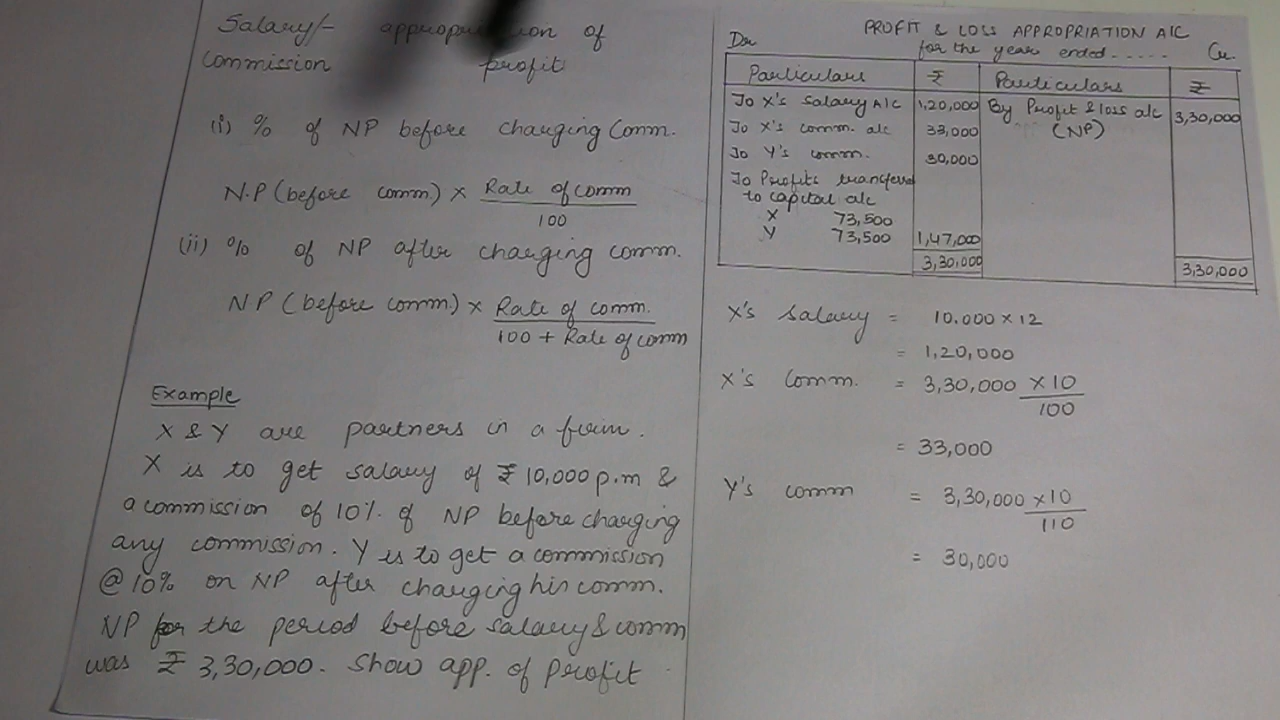 Salary/- appropriation of
Commission profit
(i) % of NP before charging Comm.
N.P (before comm.) × Rate of comm
100
(ii) % of NP after charging comm.
NP (before comm.) × Rate of comm.
100 + Rate of comm
Example
X & Y are partners in a firm.
X is to get salary of ₹ 10,000 p.m &
a commission of 10% of NP before charging
any commission. Y is to get a commission
@ 10% on NP after charging his comm.
NP for the period before salary & comm
was ₹ 3,30,000. Show app. of profit
PROFIT & LOSS APPROPRIATION A/C
Dr for the year ended ..... Cr.
Particulars ₹ Particulars ₹
To X's Salary A/C 1,20,000 By Profit & loss a/c 3,30,000
To X's comm. a/c 33,000 (NP)
To Y's comm. 30,000
To Profits transferred
to capital a/c
X 73,500
Y 73,500 1,47,000
3,30,000 3,30,000
X's Salary = 10,000 × 12
= 1,20,000
X's Comm. = 3,30,000 × 10
100
= 33,000
Y's comm = 3,30,000 × 10
110
= 30,000